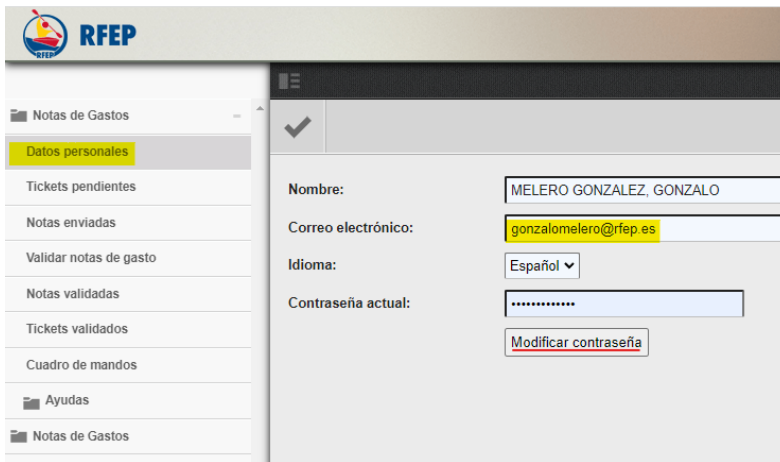 RFEP
RFEP
Notas de Gastos
Datos personales
Tickets pendientes
Notas enviadas
Validar notas de gasto
Notas validadas
Tickets validados
Cuadro de mandos
Ayudas
Notas de Gastos
Nombre: MELERO GONZALEZ, GONZALO
Correo electrónico: gonzalomelero@rfep.es
Idioma: Español
Contraseña actual: •••••••••••••
Modificar contraseña